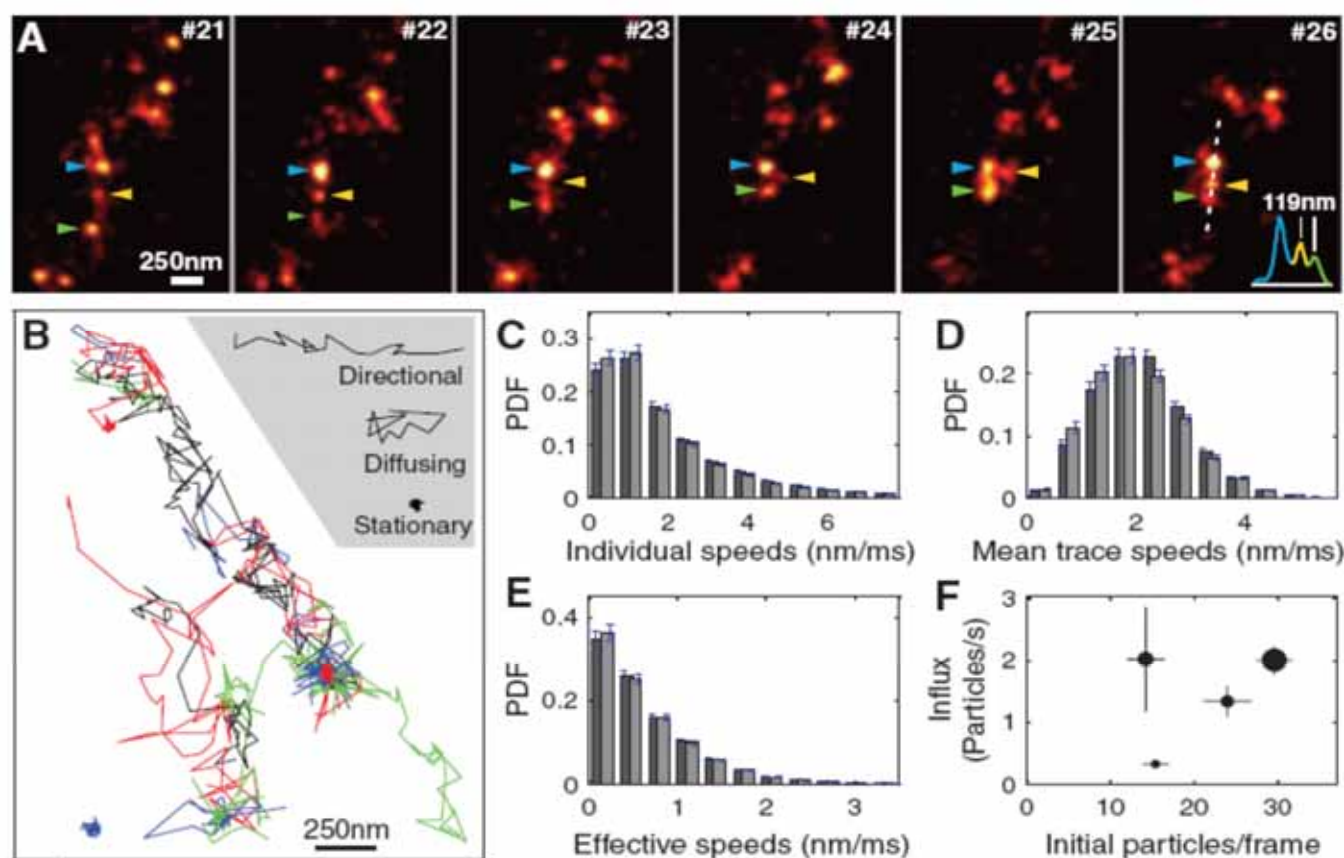 A
#21
#22
#23
#24
#25
#26
250nm
119nm
B
Directional
Diffusing
Stationary
250nm
C
PDF
0.3
0.2
0.1
0
0 2 4 6
Individual speeds (nm/ms)
D
PDF
0.2
0.1
0
0 2 4
Mean trace speeds (nm/ms)
E
PDF
0.4
0.2
0
0 1 2 3
Effective speeds (nm/ms)
F
Influx
(Particles/s)
3
2
1
0
0 10 20 30
Initial particles/frame